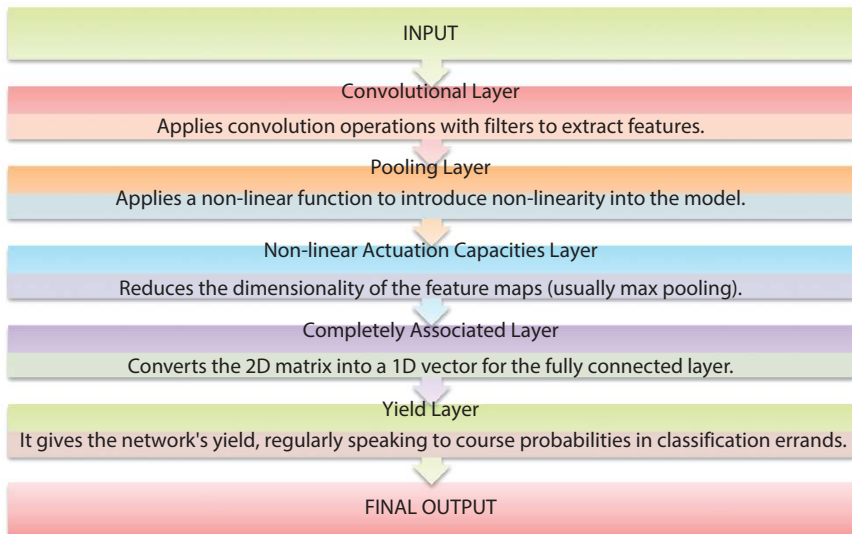 INPUT
Convolutional Layer
Applies convolution operations with filters to extract features.
Pooling Layer
Applies a non-linear function to introduce non-linearity into the model.
Non-linear Actuation Capacities Layer
Reduces the dimensionality of the feature maps (usually max pooling).
Completely Associated Layer
Converts the 2D matrix into a 1D vector for the fully connected layer.
Yield Layer
It gives the network's yield, regularly speaking to course probabilities in classification errands.
FINAL OUTPUT